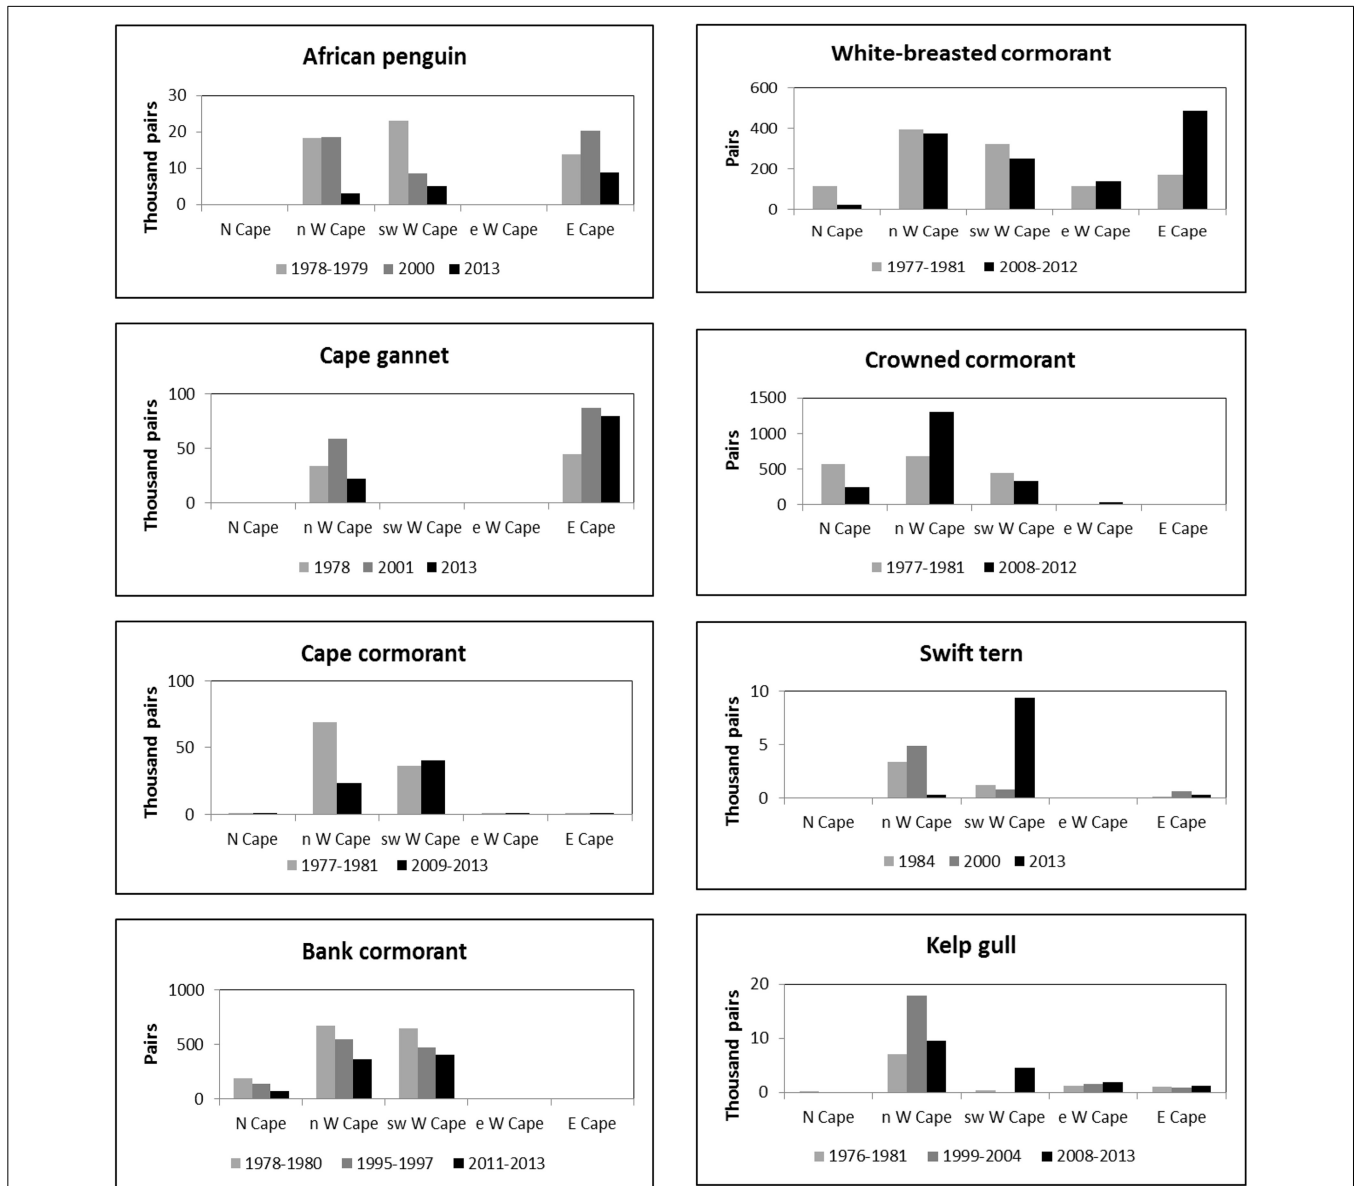 African penguin
Thousand pairs
30
20
10
0
N Cape n W Cape sw W Cape e W Cape E Cape
1978-1979 2000 2013
White-breasted cormorant
Pairs
600
400
200
0
N Cape n W Cape sw W Cape e W Cape E Cape
1977-1981 2008-2012
Cape gannet
Thousand pairs
100
50
0
N Cape n W Cape sw W Cape e W Cape E Cape
1978 2001 2013
Crowned cormorant
Pairs
1500
1000
500
0
N Cape n W Cape sw W Cape e W Cape E Cape
1977-1981 2008-2012
Cape cormorant
Thousand pairs
100
50
0
N Cape n W Cape sw W Cape e W Cape E Cape
1977-1981 2009-2013
Swift tern
Thousand pairs
10
5
0
N Cape n W Cape sw W Cape e W Cape E Cape
1984 2000 2013
Bank cormorant
Pairs
1000
500
0
N Cape n W Cape sw W Cape e W Cape E Cape
1978-1980 1995-1997 2011-2013
Kelp gull
Thousand pairs
20
10
0
N Cape n W Cape sw W Cape e W Cape E Cape
1976-1981 1999-2004 2008-2013